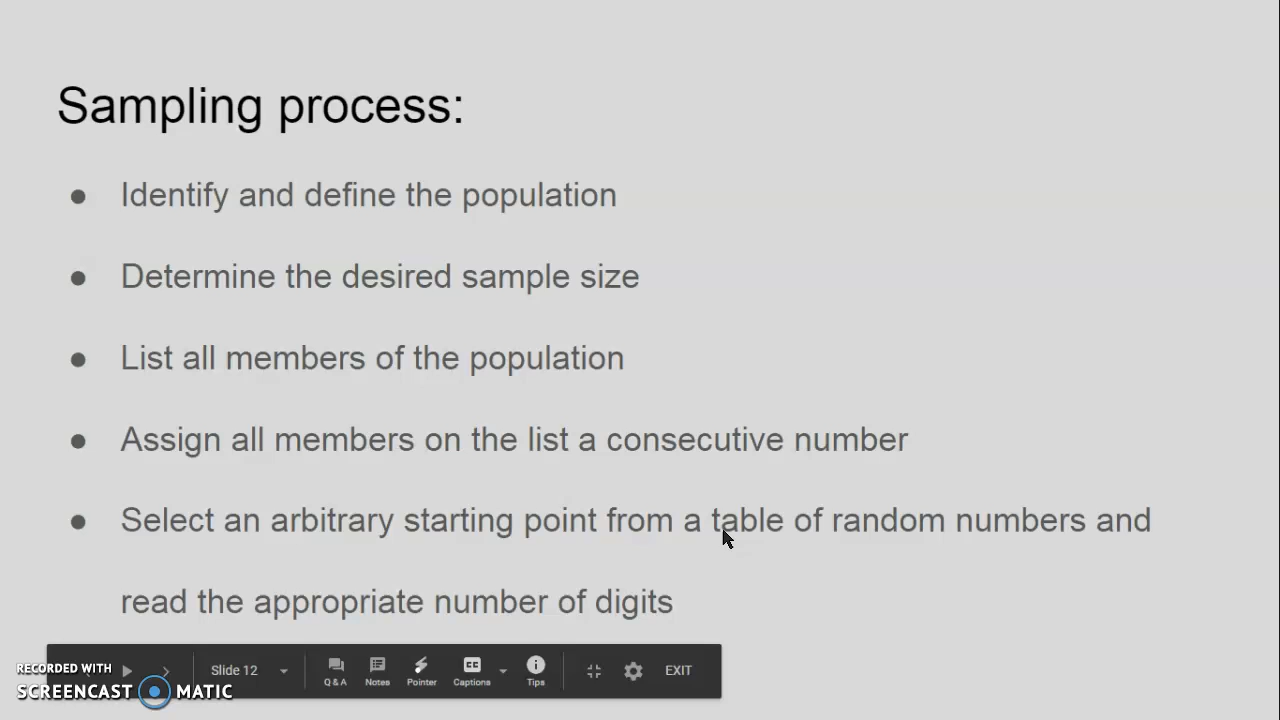 Sampling process:
● Identify and define the population
● Determine the desired sample size
● List all members of the population
● Assign all members on the list a consecutive number
● Select an arbitrary starting point from a table of random numbers and
read the appropriate number of digits
Slide 12
Q & A
Notes
Pointer
CC
Captions
Tips
EXIT
RECORDED WITH
SCREENCAST MATIC